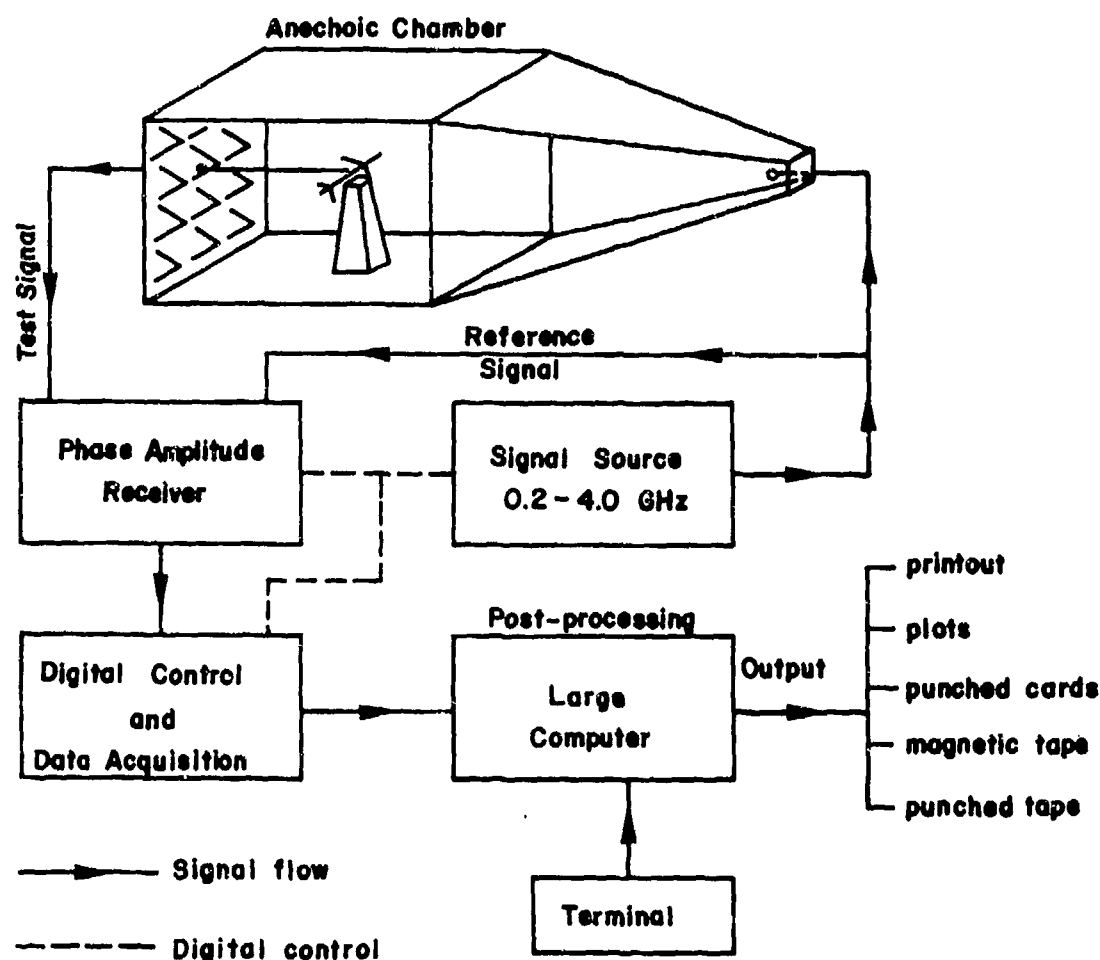 Anechoic Chamber
Test Signal
Reference
Signal
Phase Amplitude
Receiver
Signal Source
0.2-4.0 GHz
Digital Control
and
Data Acquisition
Post-processing
Large
Computer
Output
printout
plots
punched cards
magnetic tape
punched tape
Terminal
Signal flow
Digital control